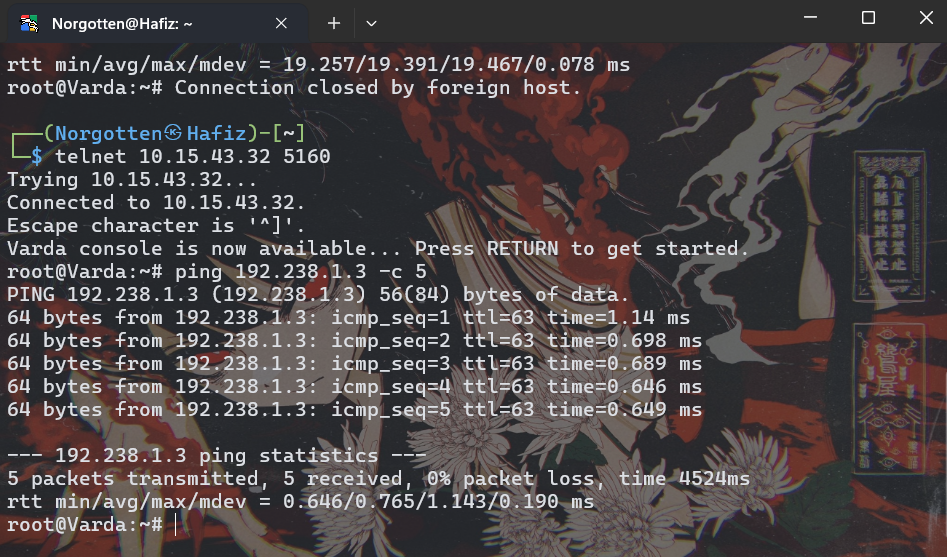 Norgotten@Hafiz: ~
rtt min/avg/max/mdev = 19.257/19.391/19.467/0.078 ms
root@Varda:~# Connection closed by foreign host.
┌──(Norgotten㉿Hafiz)-[~]
└─$ telnet 10.15.43.32 5160
Trying 10.15.43.32...
Connected to 10.15.43.32.
Escape character is '^]'.
Varda console is now available... Press RETURN to get started.
root@Varda:~# ping 192.238.1.3 -c 5
PING 192.238.1.3 (192.238.1.3) 56(84) bytes of data.
64 bytes from 192.238.1.3: icmp_seq=1 ttl=63 time=1.14 ms
64 bytes from 192.238.1.3: icmp_seq=2 ttl=63 time=0.698 ms
64 bytes from 192.238.1.3: icmp_seq=3 ttl=63 time=0.689 ms
64 bytes from 192.238.1.3: icmp_seq=4 ttl=63 time=0.646 ms
64 bytes from 192.238.1.3: icmp_seq=5 ttl=63 time=0.649 ms
--- 192.238.1.3 ping statistics ---
5 packets transmitted, 5 received, 0% packet loss, time 4524ms
rtt min/avg/max/mdev = 0.646/0.765/1.143/0.190 ms
root@Varda:~#